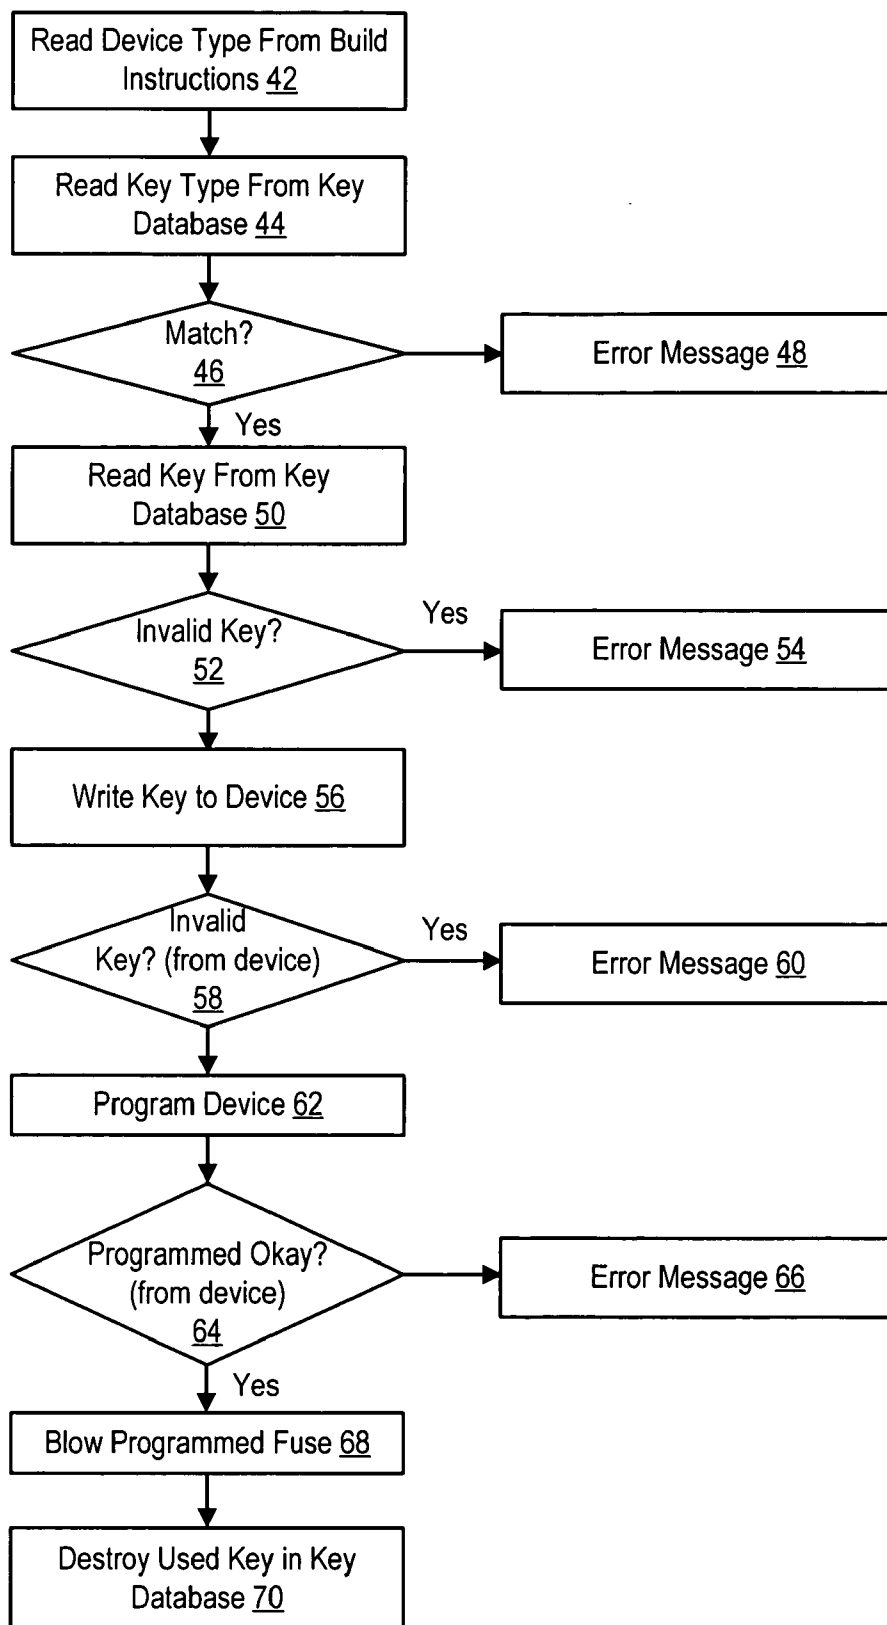 Read Device Type From Build
Instructions 42
Read Key Type From Key
Database 44
Match?
46
Error Message 48
Yes
Read Key From Key
Database 50
Invalid Key?
52
Yes
Error Message 54
Write Key to Device 56
Invalid
Key? (from device)
58
Yes
Error Message 60
Program Device 62
Programmed Okay?
(from device)
64
Error Message 66
Yes
Blow Programmed Fuse 68
Destroy Used Key in Key
Database 70